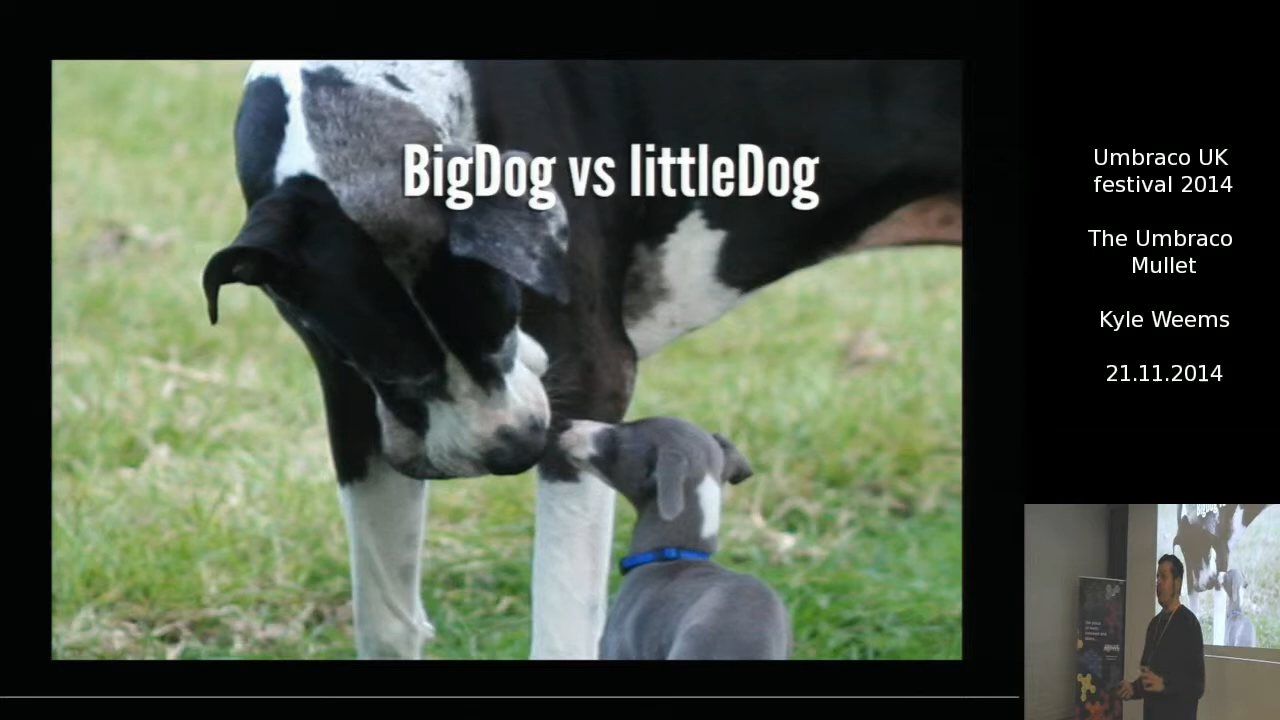 BigDog vs littleDog
Umbraco UK
festival 2014
The Umbraco
Mullet
Kyle Weems
21.11.2014